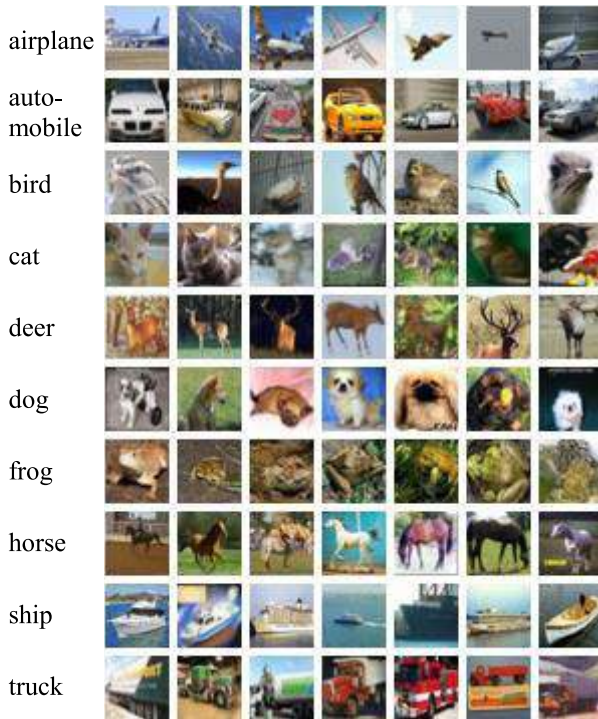 airplane
auto-
mobile
bird
cat
deer
dog
frog
horse
ship
truck